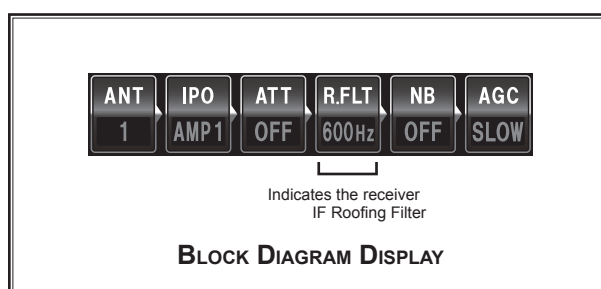 ANT IPO ATT R.FLT NB AGC
1 AMP1 OFF 600Hz OFF SLOW
Indicates the receiver
IF Roofing Filter
BLOCK DIAGRAM DISPLAY